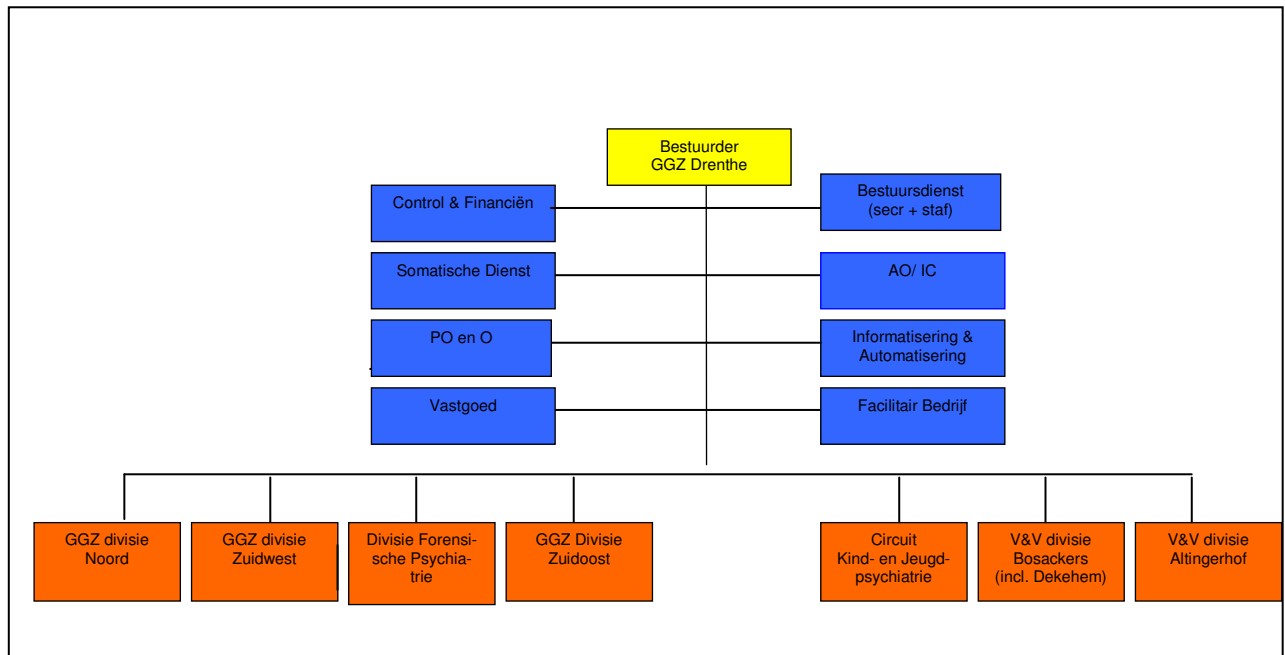 Bestuurder
GGZ Drenthe
Control & Financiën
Bestuursdienst
(secr + staf)
Somatische Dienst
AO/ IC
PO en O
Informatisering &
Automatisering
Vastgoed
Facilitair Bedrijf
GGZ divisie
Noord
GGZ divisie
Zuidwest
Divisie Forensi-
sche Psychia-
trie
GGZ Divisie
Zuidoost
Circuit
Kind- en Jeugd-
psychiatrie
V&V divisie
Bosackers
(incl. Dekehem)
V&V divisie
Altingerhof